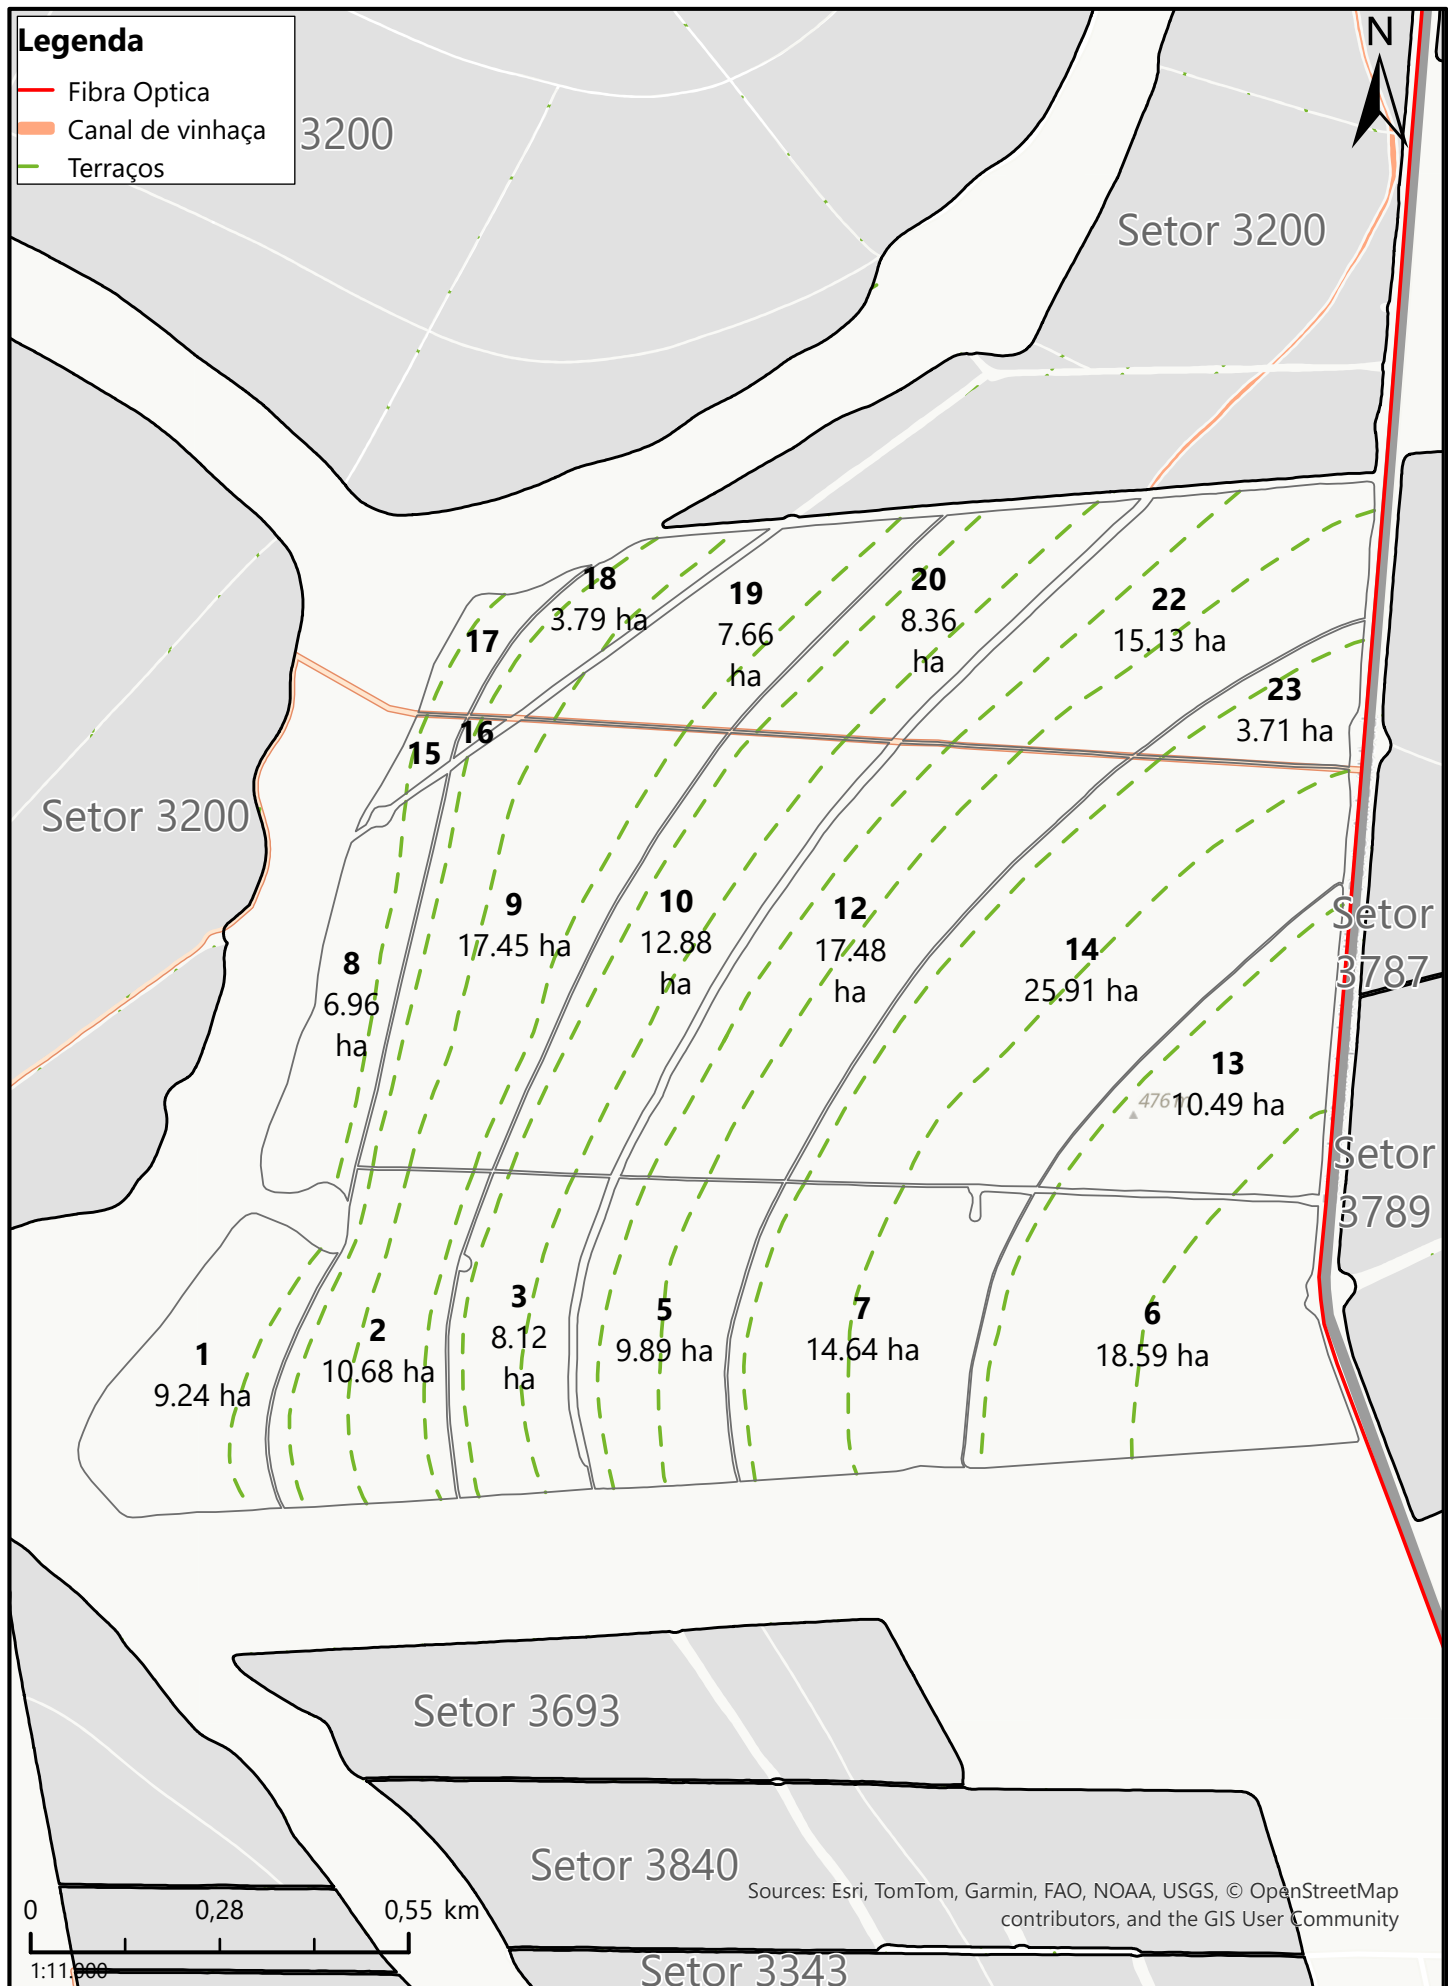 Legenda
Fibra Optica
Canal de vinhaça
Terraços
N
3200
Setor 3200
18
3.79 ha
19
7.66
ha
20
8.36
ha
22
15.13 ha
17
23
3.71 ha
16
15
Setor 3200
9
17.45 ha
10
12.88
ha
12
17.48
ha
14
25.91 ha
Setor
3787
8
6.96
ha
13
10.49 ha
Setor
3789
1
9.24 ha
2
10.68 ha
3
8.12
ha
5
9.89 ha
7
14.64 ha
6
18.59 ha
Setor 3693
Setor 3840
Sources: Esri, TomTom, Garmin, FAO, NOAA, USGS, © OpenStreetMap
contributors, and the GIS User Community
0 0,28 0,55 km
1:11.000
Setor 3343